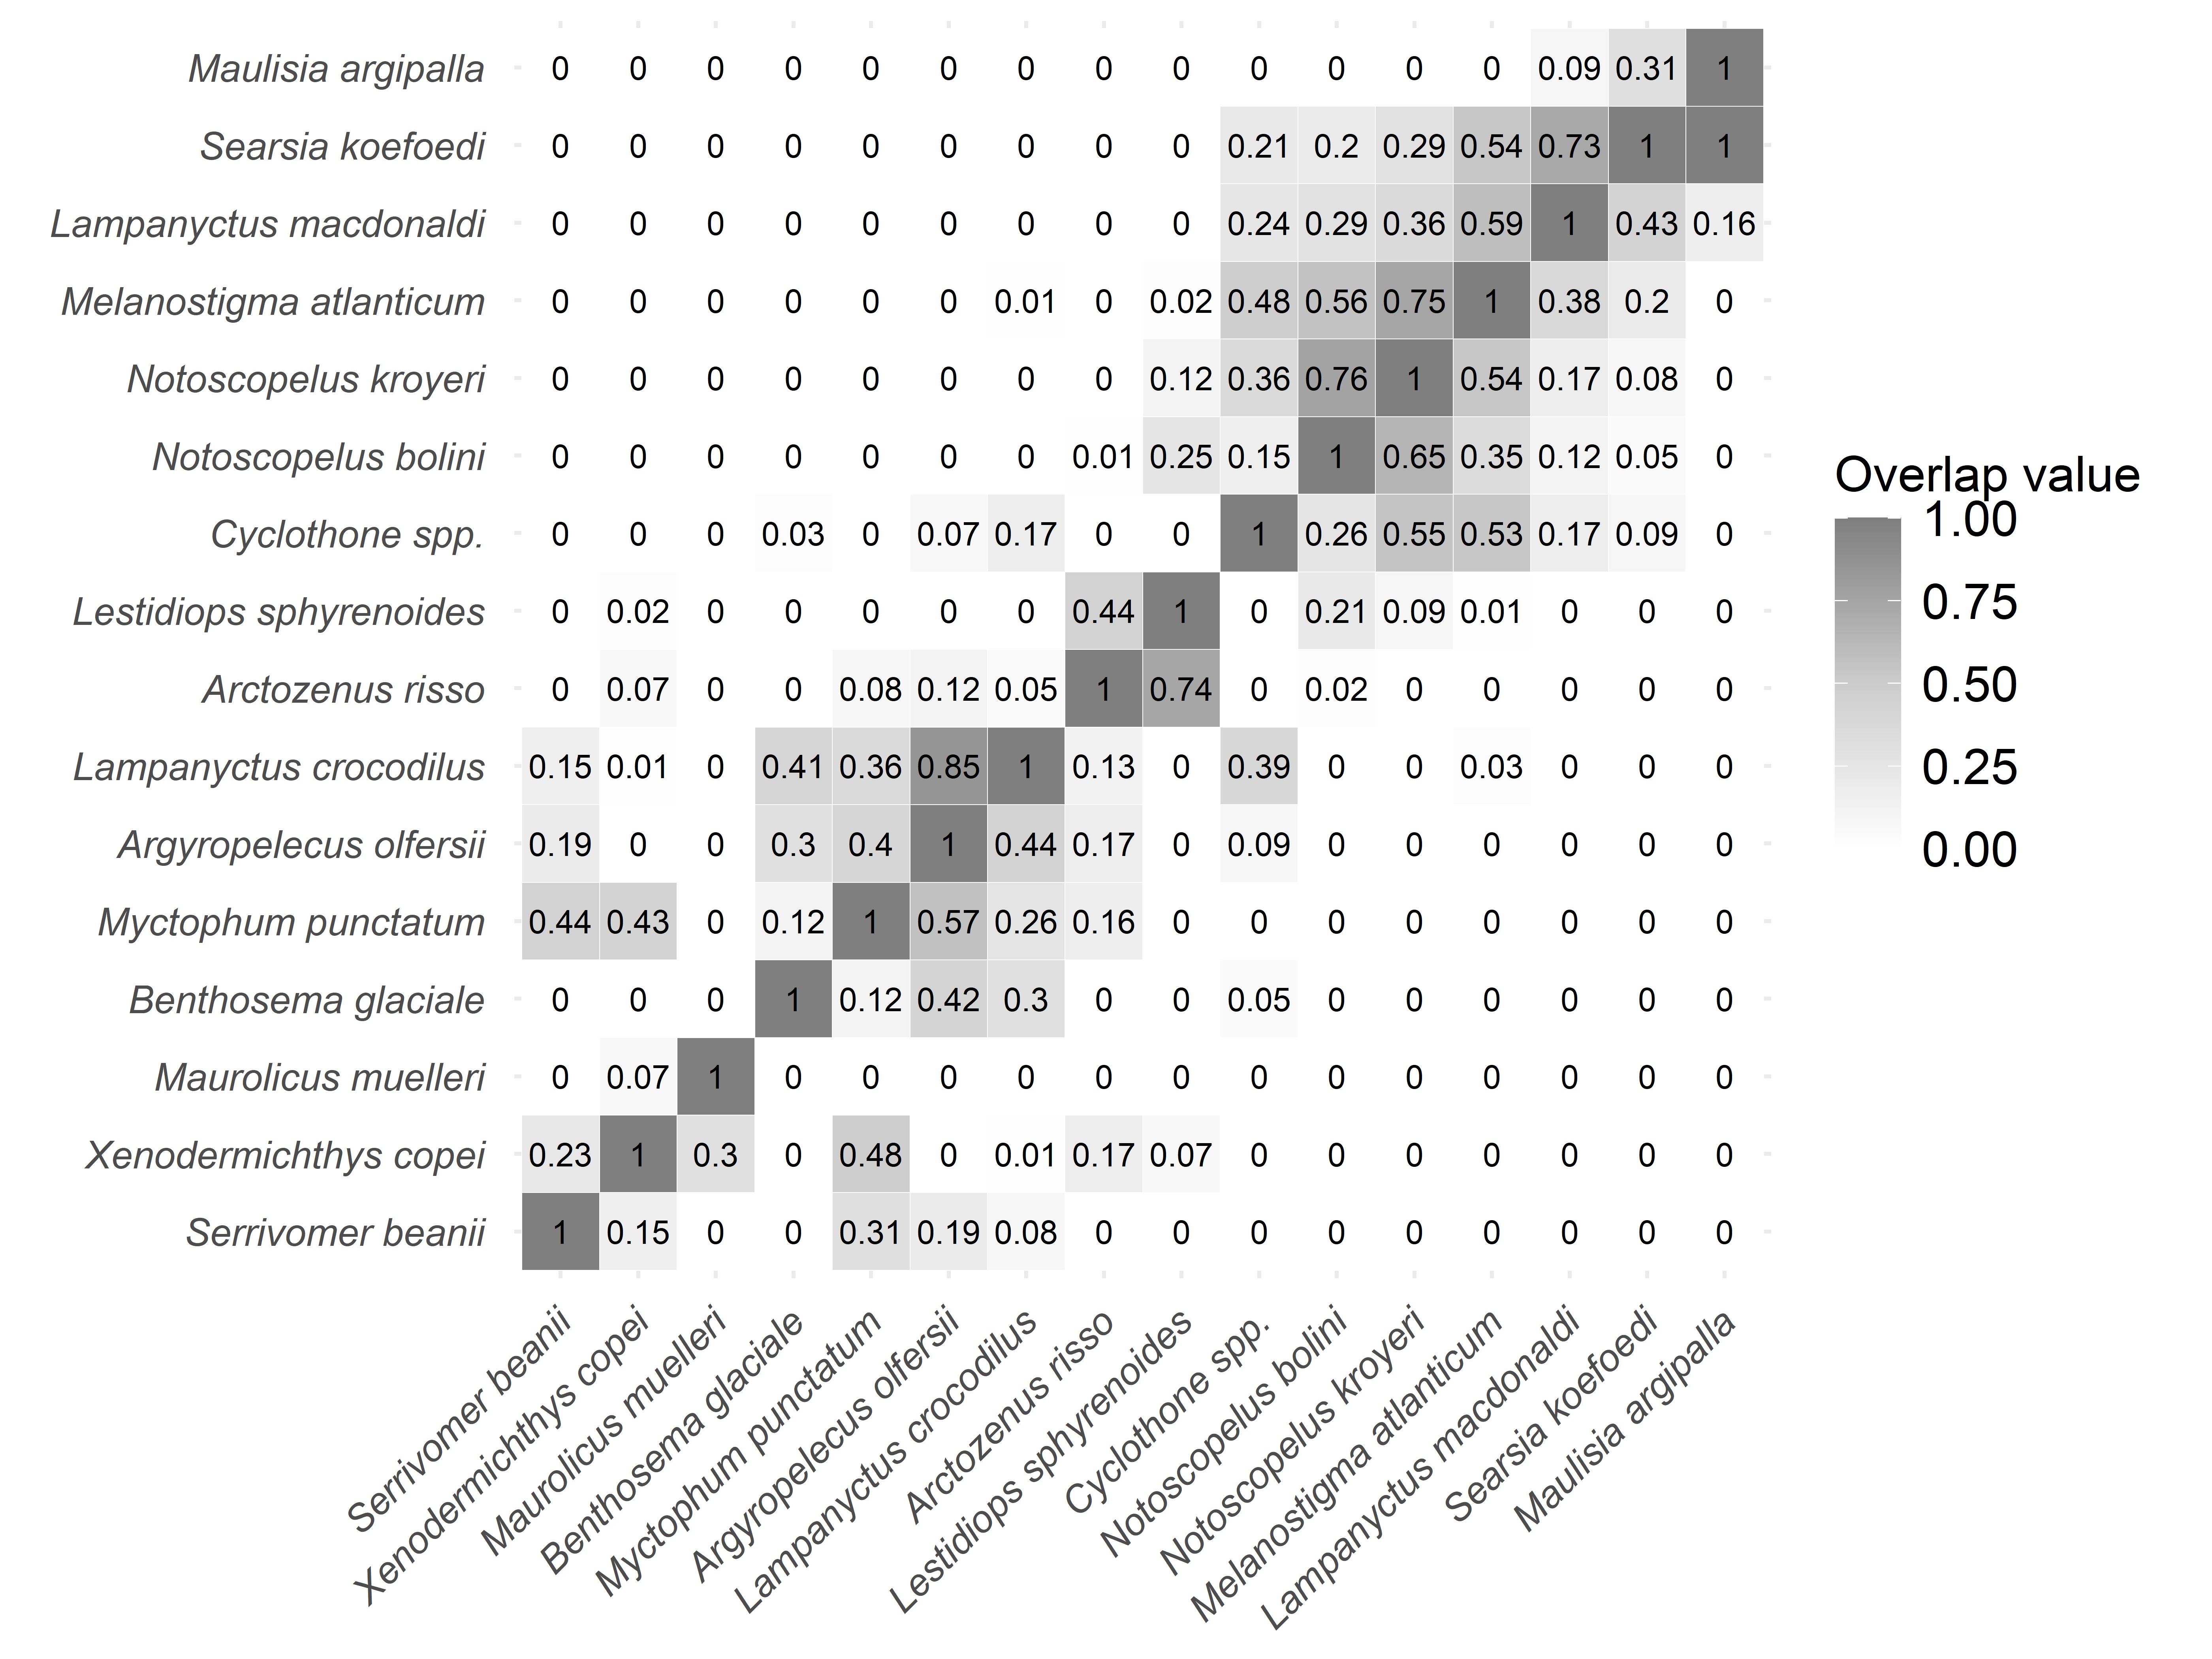 Maulisia argipalla 0 0 0 0 0 0 0 0 0 0 0 0 0 0.09 0.31 1
Searsia koefoedi 0 0 0 0 0 0 0 0 0 0.21 0.2 0.29 0.54 0.73 1 1
Lampanyctus macdonaldi 0 0 0 0 0 0 0 0 0 0.24 0.29 0.36 0.59 1 0.43 0.16
Melanostigma atlanticum 0 0 0 0 0 0 0.01 0 0.02 0.48 0.56 0.75 1 0.38 0.2 0
Notoscopelus kroyeri 0 0 0 0 0 0 0 0 0.12 0.36 0.76 1 0.54 0.17 0.08 0
Notoscopelus bolini 0 0 0 0 0 0 0 0.01 0.25 0.15 1 0.65 0.35 0.12 0.05 0
Cyclothone spp. 0 0 0 0.03 0 0.07 0.17 0 0 1 0.26 0.55 0.53 0.17 0.09 0
Lestidiops sphyrenoides 0 0.02 0 0 0 0 0 0.44 1 0 0.21 0.09 0.01 0 0 0
Arctozenus risso 0 0.07 0 0 0.08 0.12 0.05 1 0.74 0 0.02 0 0 0 0 0
Lampanyctus crocodilus 0.15 0.01 0 0.41 0.36 0.85 1 0.13 0 0.39 0 0 0.03 0 0 0
Argyropelecus olfersii 0.19 0 0 0.3 0.4 1 0.44 0.17 0 0.09 0 0 0 0 0 0
Myctophum punctatum 0.44 0.43 0 0.12 1 0.57 0.26 0.16 0 0 0 0 0 0 0 0
Benthosema glaciale 0 0 0 1 0.12 0.42 0.3 0 0 0.05 0 0 0 0 0 0
Maurolicus muelleri 0 0.07 1 0 0 0 0 0 0 0 0 0 0 0 0 0
Xenodermichthys copei 0.23 1 0.3 0 0.48 0 0.01 0.17 0.07 0 0 0 0 0 0 0
Serrivomer beanii 1 0.15 0 0 0.31 0.19 0.08 0 0 0 0 0 0 0 0 0
Serrivomer beanii
Xenodermichthys copei
Maurolicus muelleri
Benthosema glaciale
Myctophum punctatum
Argyropelecus olfersii
Lampanyctus crocodilus
Arctozenus risso
Lestidiops sphyrenoides
Cyclothone spp.
Notoscopelus bolini
Notoscopelus kroyeri
Melanostigma atlanticum
Lampanyctus macdonaldi
Searsia koefoedi
Maulisia argipalla
Overlap value
1.00
0.75
0.50
0.25
0.00